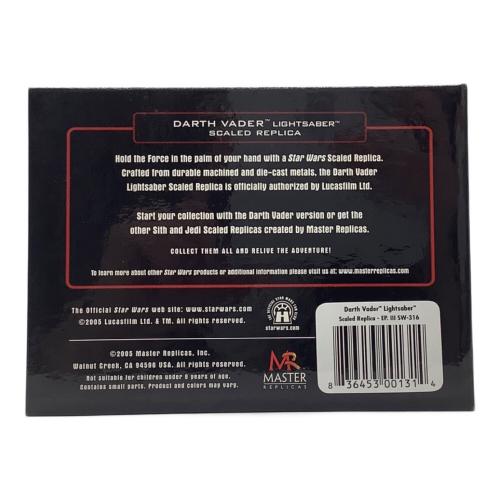 DARTH VADER™ LIGHTSABER™
SCALED REPLICA
Hold the Force in the palm of your hand with a Star Wars Scaled Replica.
Crafted from durable machined and die-cast metals, the Darth Vader
Lightsaber Scaled Replica is officially authorized by Lucasfilm Ltd.
Start your collection with the Darth Vader version or get the
other Sith and Jedi Scaled Replicas created by Master Replicas.
COLLECT THEM ALL AND RELIVE THE ADVENTURE!
To learn more about other Star Wars products or additional information please visit us at: www.masterreplicas.com
The Official Star Wars web site: www.starwars.com
©2005 Lucasfilm Ltd. & TM. All rights reserved.
starwars.com
©2005 Master Replicas, Inc.
Walnut Creek, CA 94598 USA. All rights reserved.
Not suitable for children under 8 years of age.
Contains small parts. Product and colors may vary.
MR
MASTER
REPLICAS
Darth Vader™ Lightsaber™
Scaled Replica - EP. III SW-316
8 36453 00131 4